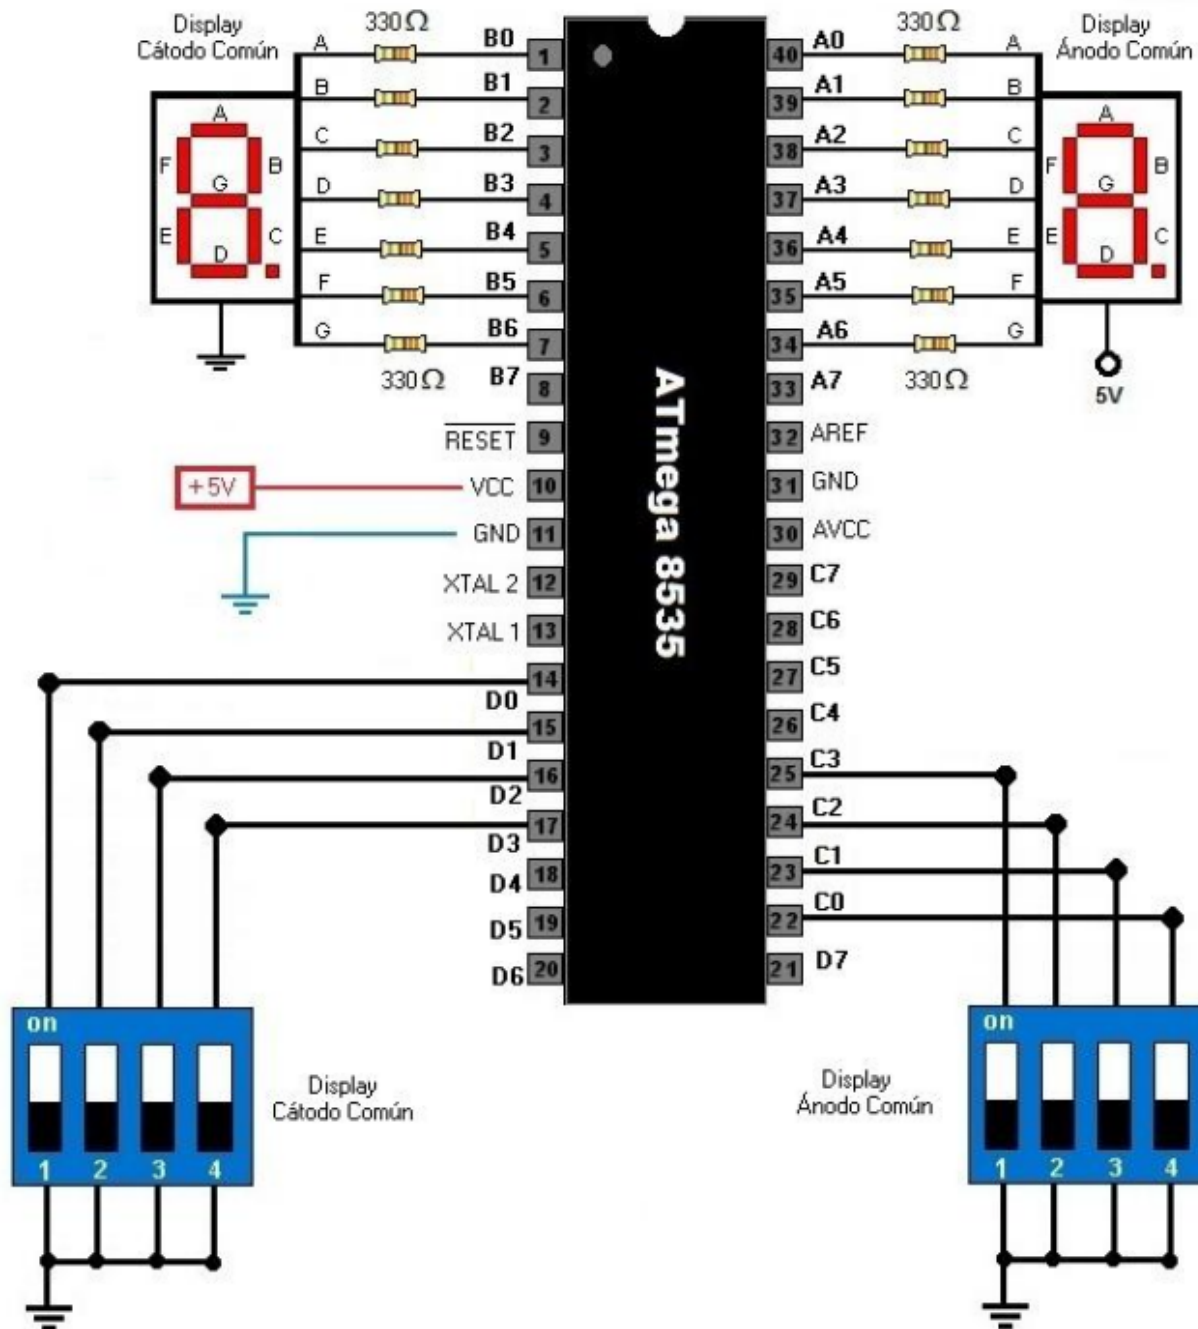 Display
Cátodo Común
330Ω
A
B
C
D
E
F
G
330Ω
A
F
B
G
E
C
D
B0
B1
B2
B3
B4
B5
B6
B7
RESET
+5V
VCC
GND
XTAL 2
XTAL 1
D0
D1
D2
D3
D4
D5
D6
1
2
3
4
5
6
7
8
9
10
11
12
13
14
15
16
17
18
19
20
ATmega 8535
40
39
38
37
36
35
34
33
32
31
30
29
28
27
26
25
24
23
22
21
A0
A1
A2
A3
A4
A5
A6
A7
AREF
GND
AVCC
C7
C6
C5
C4
C3
C2
C1
C0
D7
330Ω
A
B
C
D
E
F
G
330Ω
Display
Ánodo Común
A
F
B
G
E
C
D
5V
on
1 2 3 4
Display
Cátodo Común
Display
Ánodo Común
on
1 2 3 4